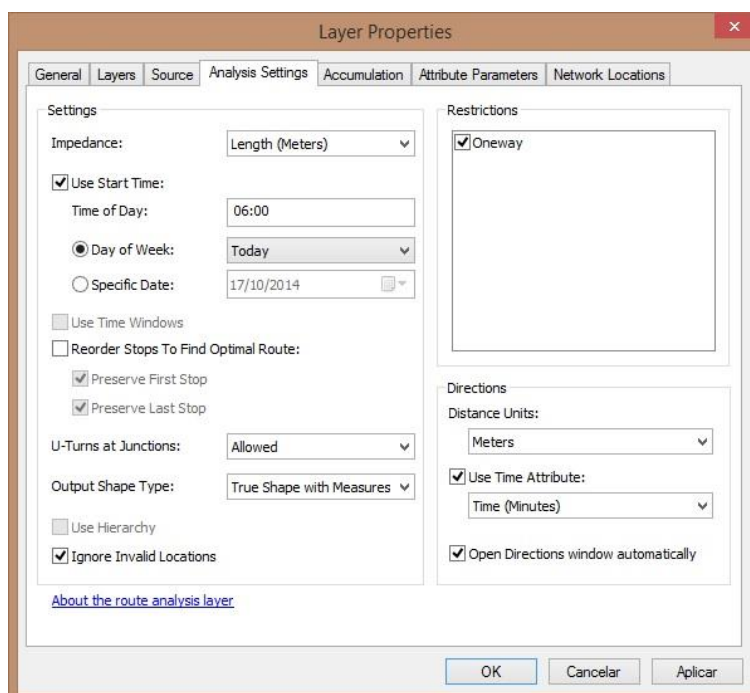 Layer Properties
×
General Layers Source Analysis Settings Accumulation Attribute Parameters Network Locations
Settings
Impedance: Length (Meters)
Use Start Time:
Time of Day: 06:00
Day of Week: Today
Specific Date: 17/10/2014
Use Time Windows
Reorder Stops To Find Optimal Route:
Preserve First Stop
Preserve Last Stop
U-Turns at Junctions: Allowed
Output Shape Type: True Shape with Measures
Use Hierarchy
Ignore Invalid Locations
About the route analysis layer
Restrictions
Oneway
Directions
Distance Units:
Meters
Use Time Attribute:
Time (Minutes)
Open Directions window automatically
OK Cancelar Aplicar